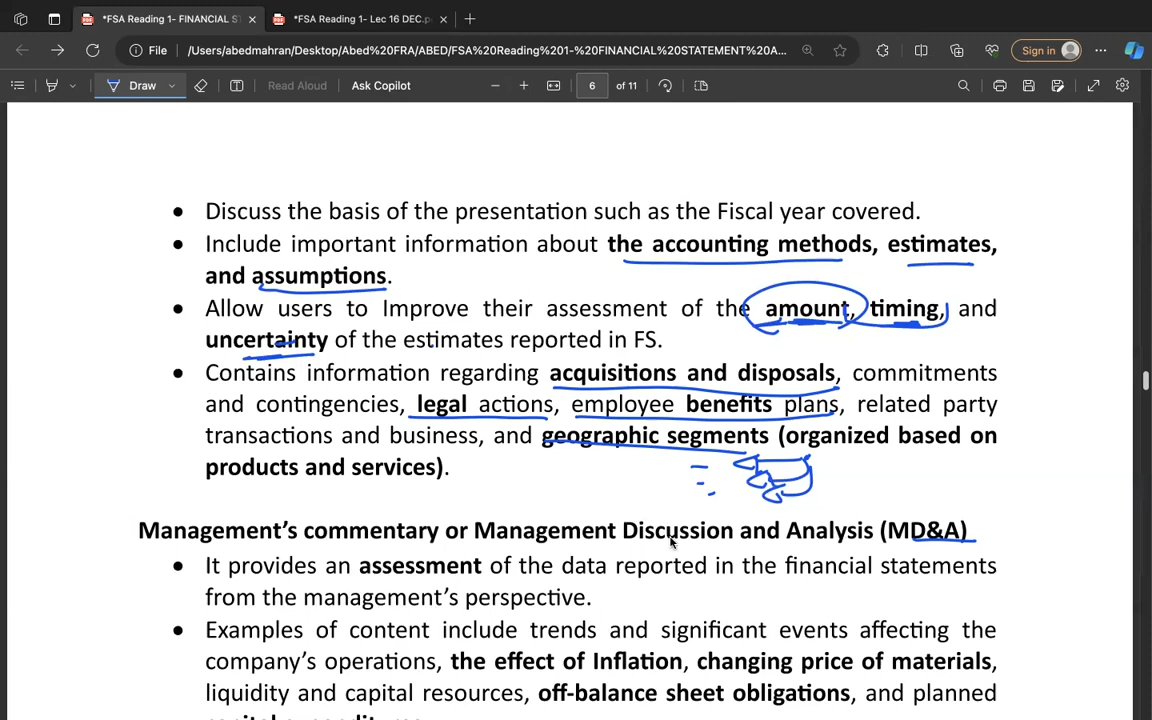 *FSA Reading 1- FINANCIAL S
*FSA Reading 1- Lec 16 DEC.p
File
/Users/abedmahran/Desktop/Abed%20FRA/ABED/FSA%20Reading%201-%20FINANCIAL%20STATEMENT%20A...
Sign in
Draw
Read Aloud
Ask Copilot
6 of 11
• Discuss the basis of the presentation such as the Fiscal year covered.
• Include important information about the accounting methods, estimates,
and assumptions.
• Allow users to Improve their assessment of the amount, timing, and
uncertainty of the estimates reported in FS.
• Contains information regarding acquisitions and disposals, commitments
and contingencies, legal actions, employee benefits plans, related party
transactions and business, and geographic segments (organized based on
products and services).
Management's commentary or Management Discussion and Analysis (MD&A)
• It provides an assessment of the data reported in the financial statements
from the management's perspective.
• Examples of content include trends and significant events affecting the
company's operations, the effect of Inflation, changing price of materials,
liquidity and capital resources, off-balance sheet obligations, and planned
capital expenditures